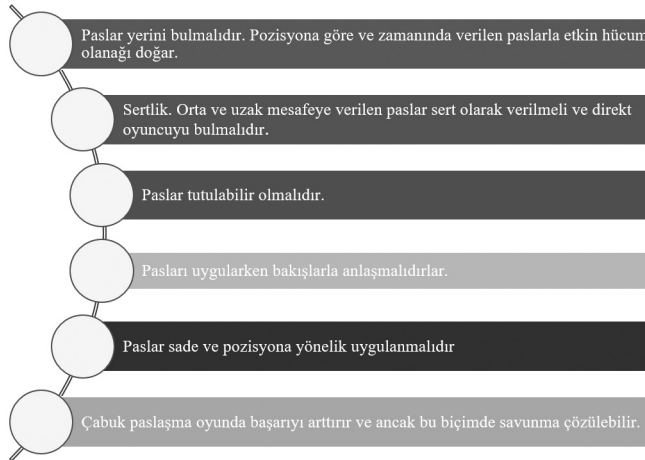 Paslar yerini bulmalıdır. Pozisyona göre ve zamanında verilen paslarla etkin hücum
olanağı doğar.
Sertlik. Orta ve uzak mesafeye verilen paslar sert olarak verilmeli ve direkt
oyuncuyu bulmalıdır.
Paslar tutulabilir olmalıdır.
Pasları uygularken bakışlarla anlaşmalıdırlar.
Paslar sade ve pozisyona yönelik uygulanmalıdır
Çabuk paslaşma oyunda başarıyı arttırır ve ancak bu biçimde savunma çözülebilir.